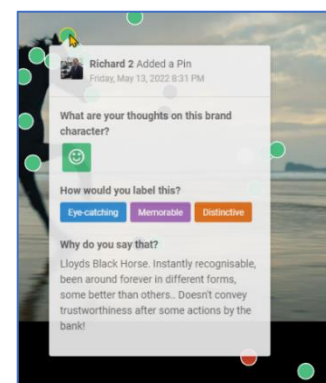 Richard 2 Added a Pin
Friday, May 13, 2022 8:31 PM
What are your thoughts on this brand
character?
How would you label this?
Eye-catching Memorable Distinctive
Why do you say that?
Lloyds Black Horse. Instantly recognisable,
been around forever in different forms,
some better than others.. Doesn't convey
trustworthiness after some actions by the
bank!